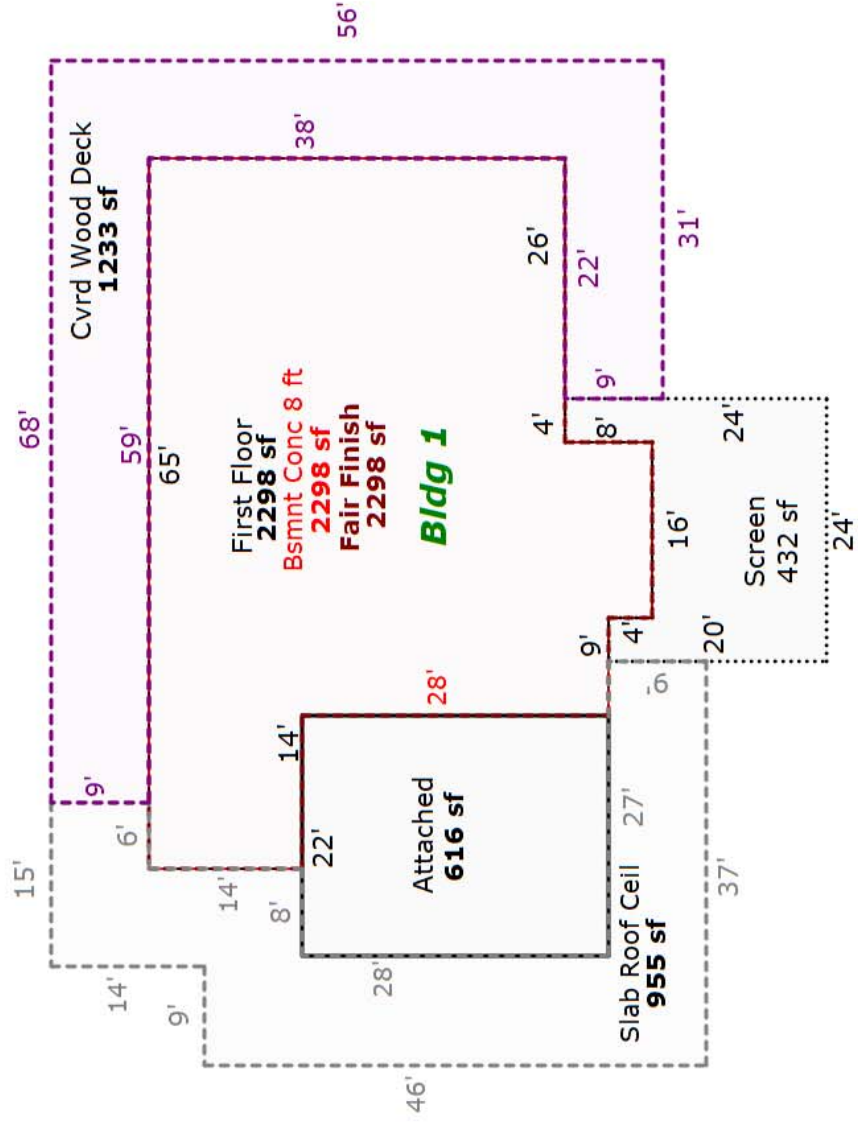 56'
68'
Cvrd Wood Deck
1233 sf
38'
59'
65'
26'
22'
31'
9'
First Floor
2298 sf
Bsmnt Conc 8 ft
2298 sf
Fair Finish
2298 sf
Bldg 1
4'
8'
24'
16'
Screen
432 sf
24'
9'
4'
20'
9'
9'
6'
15'
14'
8'
14'
22'
28'
Attached
616 sf
14'
9'
28'
27'
Slab Roof Ceil
955 sf
37'
46'